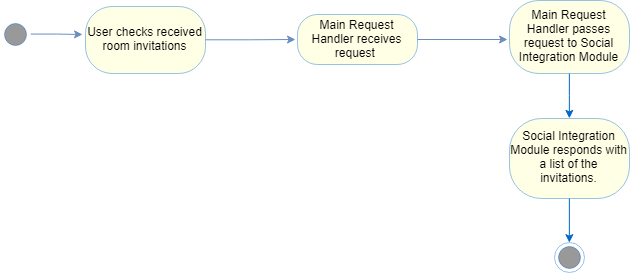 User checks received
room invitations
Main Request
Handler receives
request
Main Request
Handler passes
request to Social
Integration Module
Social Integration
Module responds with
a list of the
invitations.